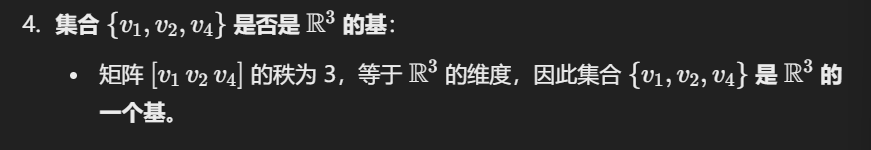 4. 集合 {v₁, v₂, v₄} 是否是 ℝ³ 的基：
• 矩阵 [v₁ v₂ v₄] 的秩为 3，等于 ℝ³ 的维度，因此集合 {v₁, v₂, v₄} 是 ℝ³ 的
一个基。